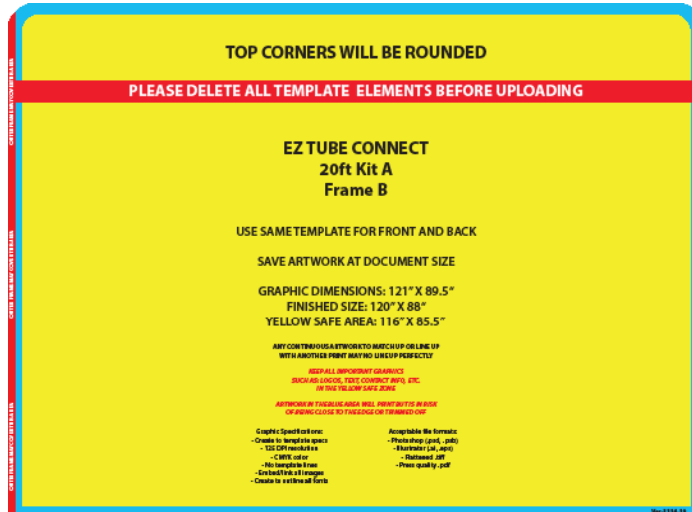 TOP CORNERS WILL BE ROUNDED
PLEASE DELETE ALL TEMPLATE ELEMENTS BEFORE UPLOADING
EZ TUBE CONNECT
20ft Kit A
Frame B
USE SAME TEMPLATE FOR FRONT AND BACK
SAVE ARTWORK AT DOCUMENT SIZE
GRAPHIC DIMENSIONS: 121” X 89.5”
FINISHED SIZE: 120” X 88”
YELLOW SAFE AREA: 116” X 85.5”
ANY CONTINUOUS ARTWORK TO MATCH UP OR LINE UP
WITH ANOTHER PRINT MAY NO LINE UP PERFECTLY
KEEP ALL IMPORTANT GRAPHICS
SUCH AS: LOGOS, TEXT, CONTACT INFO, ETC.
IN THE YELLOW SAFE ZONE
ARTWORK IN THE BLUE AREA WILL PRINT BUT IS IN RISK
OF BEING CLOSE TO THE EDGE OR TRIMMED OFF
Graphic Specifications:
- Create to template specs
- 125 DPI resolution
- CMYK color
- No template lines
- Embed/link all images
- Create to outline all fonts
Acceptable file formats:
- Photoshop (.psd, .psb)
- Illustrator (.ai, .eps)
- Flattened .tiff
- Press quality .pdf